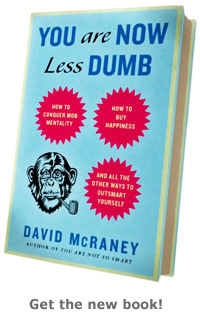 YOU are NOW
Less DUMB
HOW TO
CONQUER MOB
MENTALITY
HOW TO
BUY
HAPPINESS
AND ALL THE
OTHER WAYS TO
OUTSMART
YOURSELF
DAVID McRANEY
AUTHOR OF YOU ARE NOT SO SMART
Get the new book!